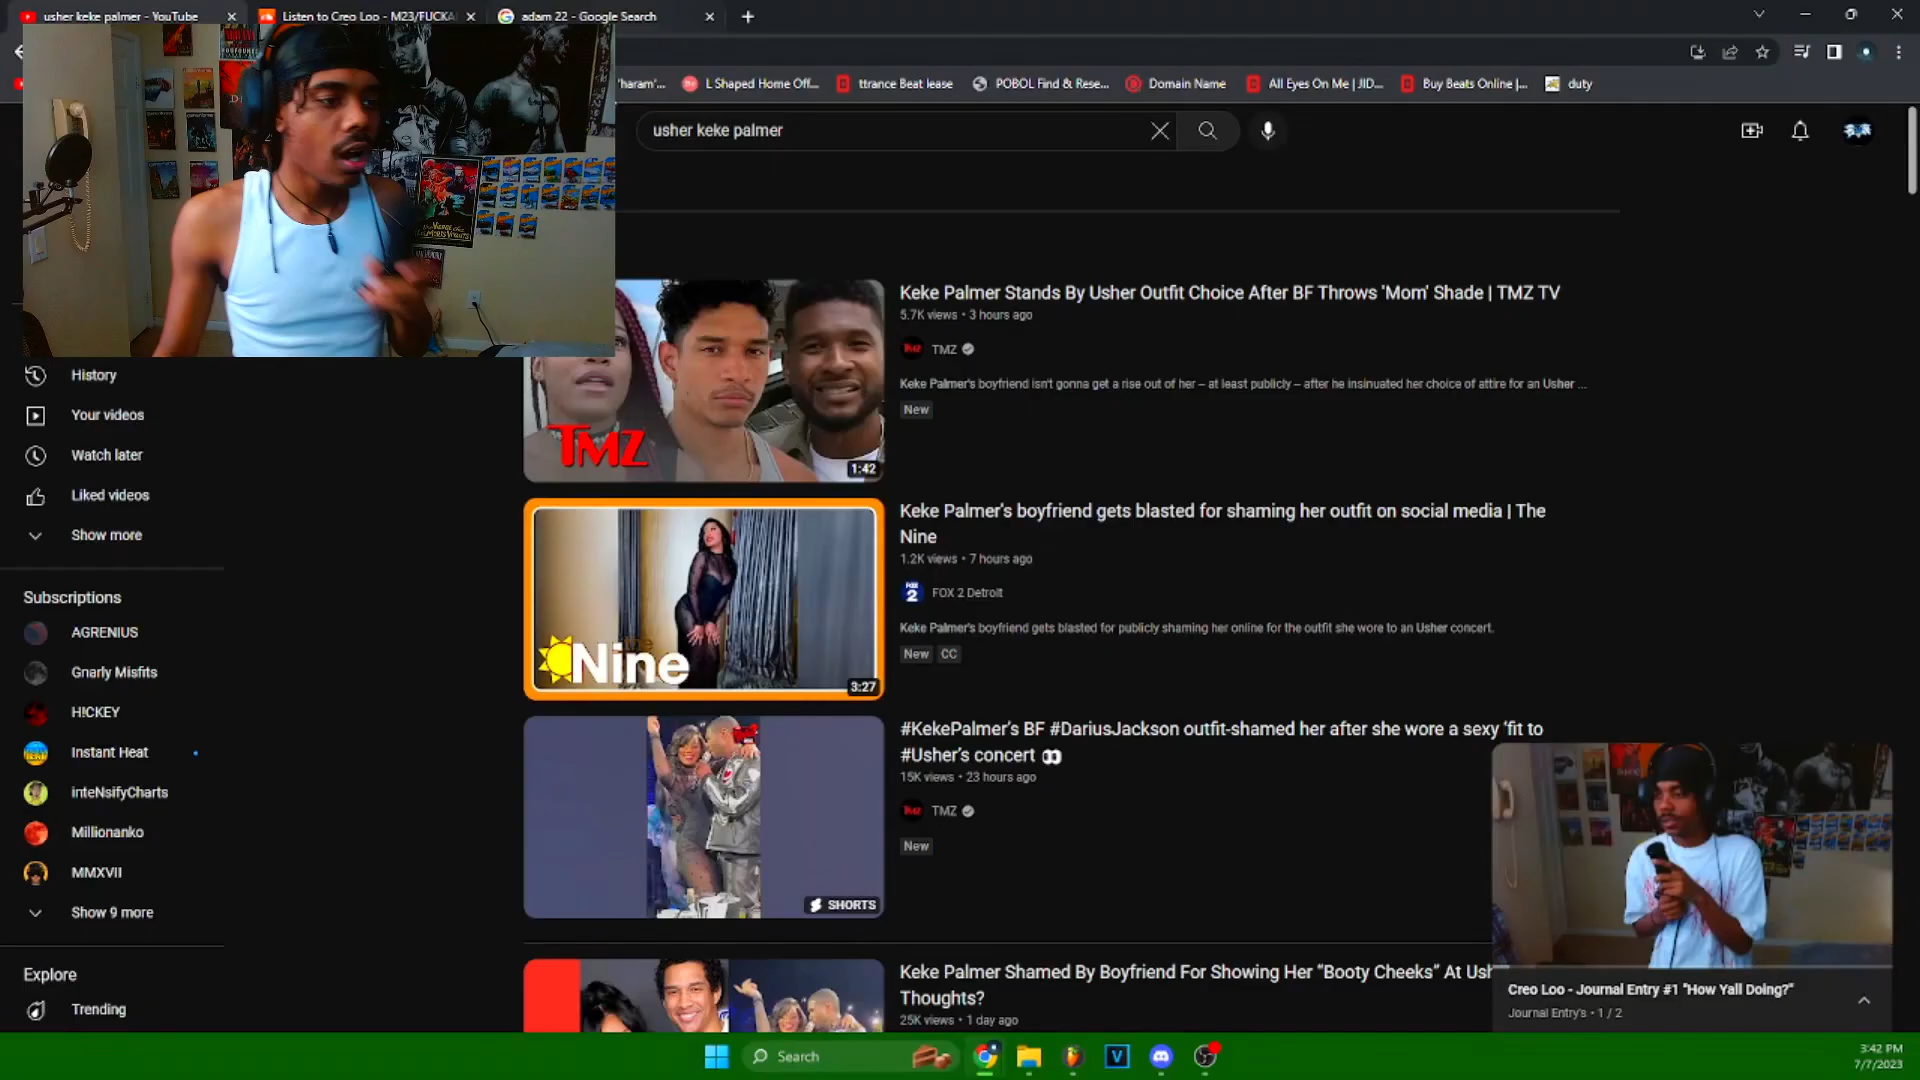 usher keke palmer - YouTube
Listen to Creo Loo - M23/FUCKA
adam 22 - Google Search
'haram'...
L Shaped Home Off...
ttrance Beat lease
POBOL Find & Rese...
Domain Name
All Eyes On Me | JID...
Buy Beats Online |...
duty
usher keke palmer
Keke Palmer Stands By Usher Outfit Choice After BF Throws 'Mom' Shade | TMZ TV
5.7K views • 3 hours ago
TMZ
Keke Palmer's boyfriend isn't gonna get a rise out of her – at least publicly – after he insinuated her choice of attire for an Usher ...
New
TMZ
1:42
History
Your videos
Watch later
Liked videos
Show more
Keke Palmer's boyfriend gets blasted for shaming her outfit on social media | The
Nine
1.2K views • 7 hours ago
FOX 2 Detroit
Keke Palmer's boyfriend gets blasted for publicly shaming her online for the outfit she wore to an Usher concert.
New CC
Nine
3:27
Subscriptions
AGRENIUS
Gnarly Misfits
H!CKEY
Instant Heat
inteNsifyCharts
Millionanko
MMXVII
Show 9 more
#KekePalmer's BF #DariusJackson outfit-shamed her after she wore a sexy 'fit to
#Usher's concert 👀
15K views • 23 hours ago
TMZ
New
SHORTS
Explore
Trending
Keke Palmer Shamed By Boyfriend For Showing Her "Booty Cheeks" At Ush
Thoughts?
25K views • 1 day ago
Creo Loo - Journal Entry #1 "How Yall Doing?"
Journal Entry's • 1 / 2
Search
3:42 PM
7/7/2023